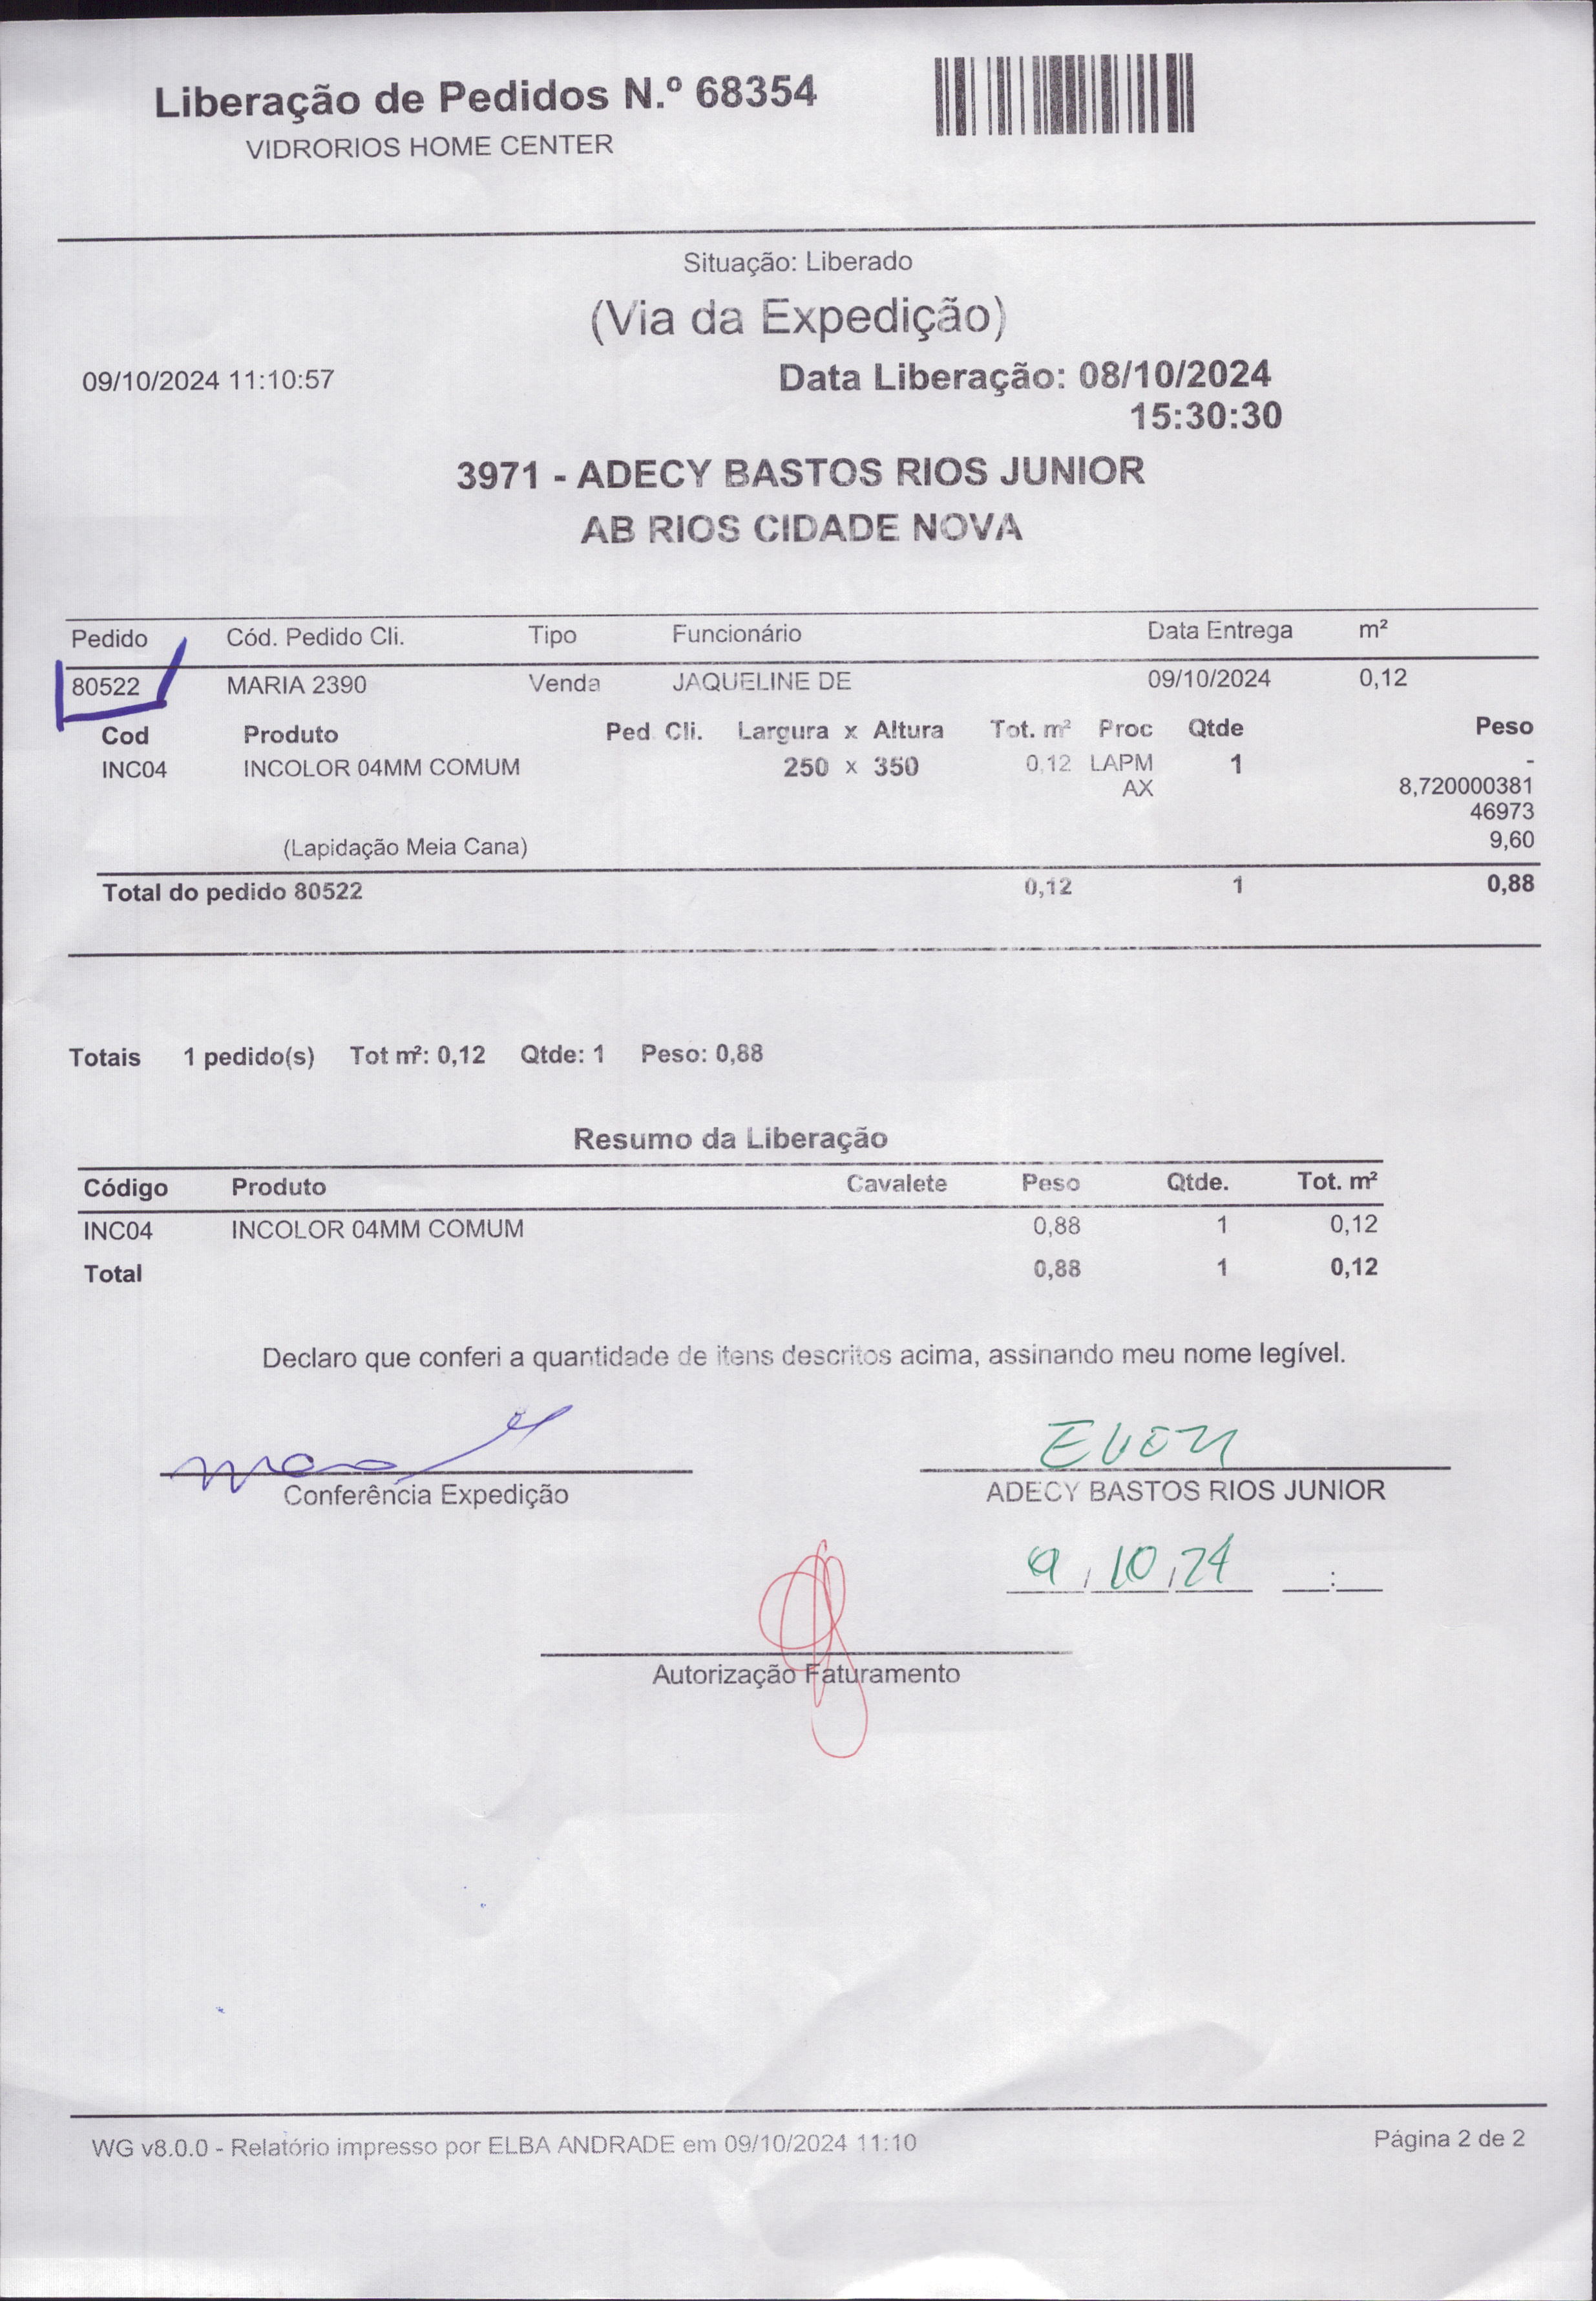 Liberação de Pedidos N.º 68354
VIDRORIOS HOME CENTER
Situação: Liberado
(Via da Expedição)
09/10/2024 11:10:57
Data Liberação: 08/10/2024
15:30:30
3971 - ADECY BASTOS RIOS JUNIOR
AB RIOS CIDADE NOVA
Pedido Cód. Pedido Cli. Tipo Funcionário Data Entrega m²
80522 MARIA 2390 Venda JAQUELINE DE 09/10/2024 0,12
Cod Produto Ped. Cli. Largura x Altura Tot. m² Proc Qtde Peso
INC04 INCOLOR 04MM COMUM 250 x 350 0,12 LAPM 1 -
AX 8,720000381
46973
(Lapidação Meia Cana) 9,60
Total do pedido 80522 0,12 1 0,88
Totais 1 pedido(s) Tot m²: 0,12 Qtde: 1 Peso: 0,88
Resumo da Liberação
Código Produto Cavalete Peso Qtde. Tot. m²
INC04 INCOLOR 04MM COMUM 0,88 1 0,12
Total 0,88 1 0,12
Declaro que conferi a quantidade de itens descritos acima, assinando meu nome legível.
Conferência Expedição
ADECY BASTOS RIOS JUNIOR
9/10/24 :
Autorização Faturamento
WG v8.0.0 - Relatório impresso por ELBA ANDRADE em 09/10/2024 11:10
Página 2 de 2